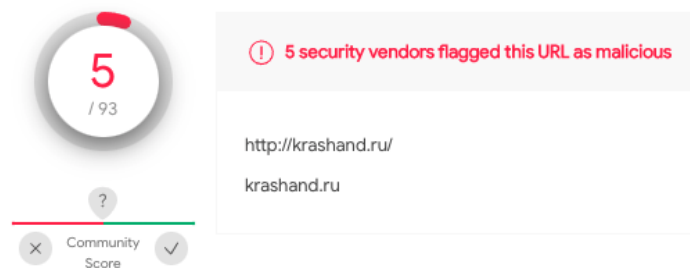 5
/ 93
?
Community
Score
5 security vendors flagged this URL as malicious
http://krashand.ru/
krashand.ru